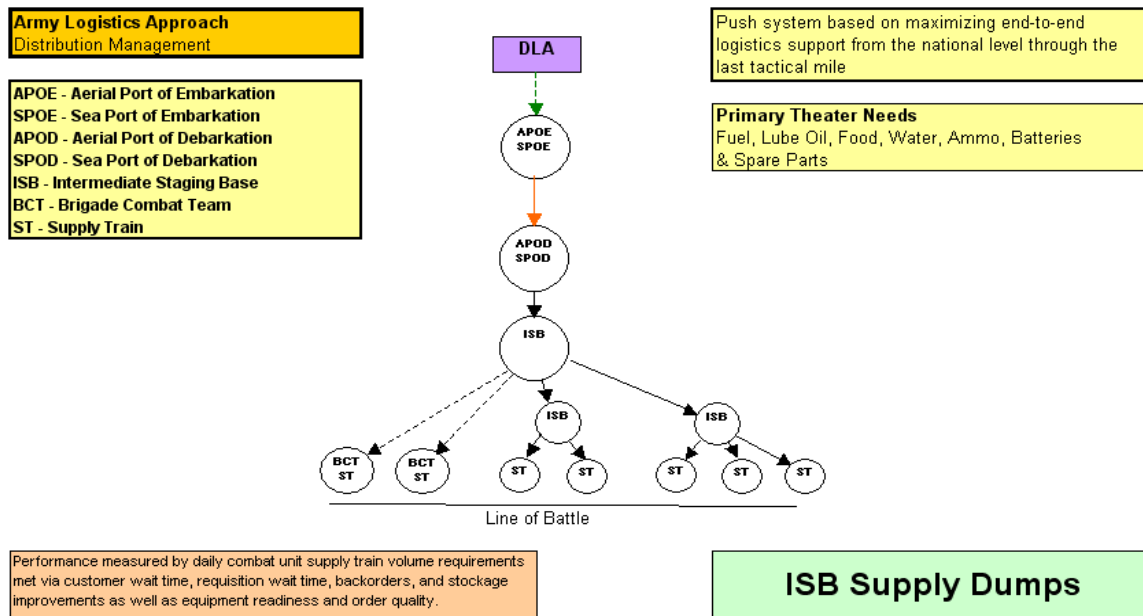 Army Logistics Approach
Distribution Management
APOE - Aerial Port of Embarkation
SPOE - Sea Port of Embarkation
APOD - Aerial Port of Debarkation
SPOD - Sea Port of Debarkation
ISB - Intermediate Staging Base
BCT - Brigade Combat Team
ST - Supply Train
DLA
Push system based on maximizing end-to-end
logistics support from the national level through the
last tactical mile
Primary Theater Needs
Fuel, Lube Oil, Food, Water, Ammo, Batteries
& Spare Parts
APOE
SPOE
APOD
SPOD
ISB
ISB
ISB
BCT
ST
BCT
ST
ST
ST
ST
ST
ST
Line of Battle
Performance measured by daily combat unit supply train volume requirements
met via customer wait time, requisition wait time, backorders, and stockage
improvements as well as equipment readiness and order quality.
ISB Supply Dumps